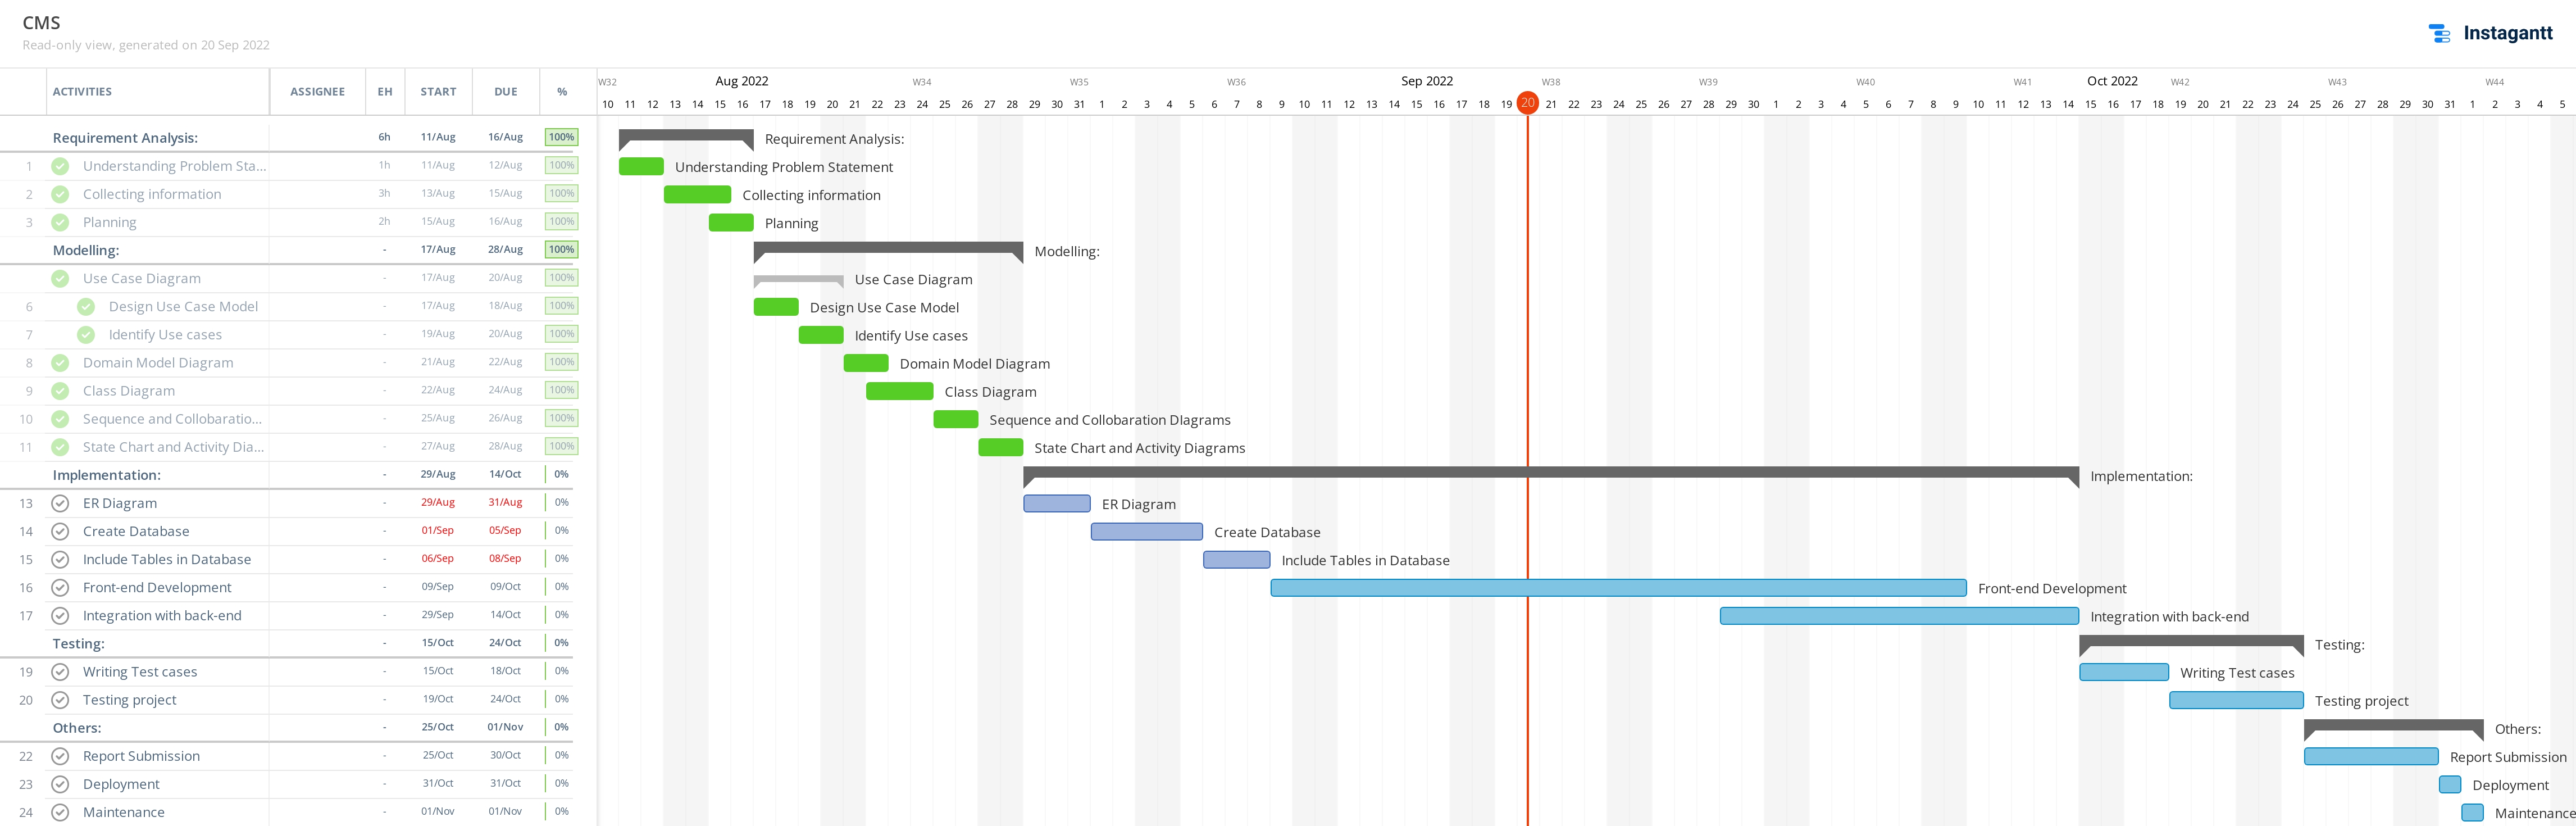 CMS
Read-only view, generated on 20 Sep 2022
Instagantt
ACTIVITIES ASSIGNEE EH START DUE %
W32 Aug 2022 W34 W35 W36 Sep 2022 W38 W39 W40 W41 Oct 2022 W42 W43 W44
10 11 12 13 14 15 16 17 18 19 20 21 22 23 24 25 26 27 28 29 30 31 1 2 3 4 5 6 7 8 9 10 11 12 13 14 15 16 17 18 19 20 21 22 23 24 25 26 27 28 29 30 1 2 3 4 5 6 7 8 9 10 11 12 13 14 15 16 17 18 19 20 21 22 23 24 25 26 27 28 29 30 31 1 2 3 4 5
Requirement Analysis: 6h 11/Aug 16/Aug 100% Requirement Analysis:
1 Understanding Problem Sta... 1h 11/Aug 12/Aug 100% Understanding Problem Statement
2 Collecting information 3h 13/Aug 15/Aug 100% Collecting information
3 Planning 2h 15/Aug 16/Aug 100% Planning
Modelling: - 17/Aug 28/Aug 100% Modelling:
Use Case Diagram - 17/Aug 20/Aug 100% Use Case Diagram
6 Design Use Case Model - 17/Aug 18/Aug 100% Design Use Case Model
7 Identify Use cases - 19/Aug 20/Aug 100% Identify Use cases
8 Domain Model Diagram - 21/Aug 22/Aug 100% Domain Model Diagram
9 Class Diagram - 22/Aug 24/Aug 100% Class Diagram
10 Sequence and Collobaratio... - 25/Aug 26/Aug 100% Sequence and Collobaration DIagrams
11 State Chart and Activity Dia... - 27/Aug 28/Aug 100% State Chart and Activity Diagrams
Implementation: - 29/Aug 14/Oct 0% Implementation:
13 ER Diagram - 29/Aug 31/Aug 0% ER Diagram
14 Create Database - 01/Sep 05/Sep 0% Create Database
15 Include Tables in Database - 06/Sep 08/Sep 0% Include Tables in Database
16 Front-end Development - 09/Sep 09/Oct 0% Front-end Development
17 Integration with back-end - 29/Sep 14/Oct 0% Integration with back-end
Testing: - 15/Oct 24/Oct 0% Testing:
19 Writing Test cases - 15/Oct 18/Oct 0% Writing Test cases
20 Testing project - 19/Oct 24/Oct 0% Testing project
Others: - 25/Oct 01/Nov 0% Others:
22 Report Submission - 25/Oct 30/Oct 0% Report Submission
23 Deployment - 31/Oct 31/Oct 0% Deployment
24 Maintenance - 01/Nov 01/Nov 0% Maintenance